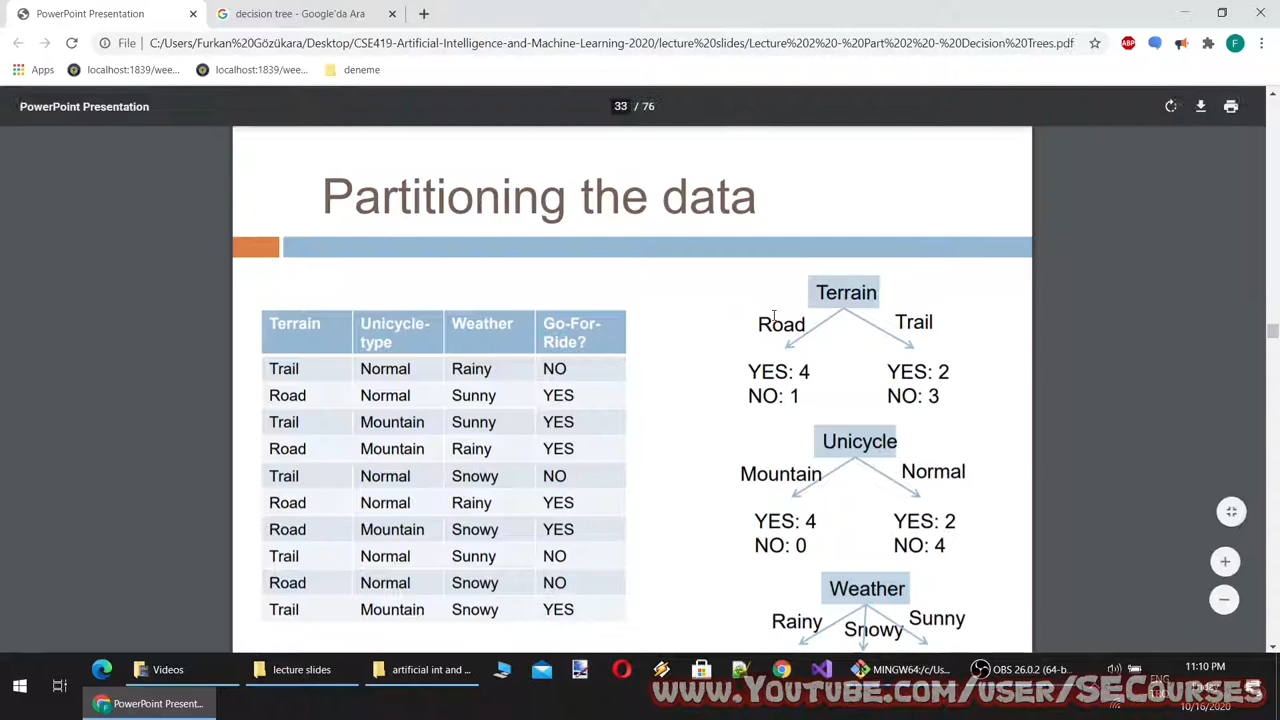 PowerPoint Presentation
decision tree - Google'da Ara
File
C:/Users/Furkan%20Gözükara/Desktop/CSE419-Artifical-Intelligence-and-Machine-Learning-2020/lecture%20slides/Lecture%202%20-%20Part%202%20-%20Decision%20Trees.pdf
ABP
F
Apps
localhost:1839/wee...
localhost:1839/wee...
deneme
PowerPoint Presentation
33 / 76
Partitioning the data
Terrain Unicycle-type Weather Go-For-Ride?
Trail Normal Rainy NO
Road Normal Sunny YES
Trail Mountain Sunny YES
Road Mountain Rainy YES
Trail Normal Snowy NO
Road Normal Rainy YES
Road Mountain Snowy YES
Trail Normal Sunny NO
Road Normal Snowy NO
Trail Mountain Snowy YES
Terrain
Road Trail
YES: 4 YES: 2
NO: 1 NO: 3
Unicycle
Mountain Normal
YES: 4 YES: 2
NO: 0 NO: 4
Weather
Rainy Snowy Sunny
Videos
lecture slides
artificial int and ...
MINGW64:/c/Us...
OBS 26.0.2 (64-b...
ENG
11:10 PM
10/16/2020
PowerPoint Present...
www.Youtube.com/user/SECourses